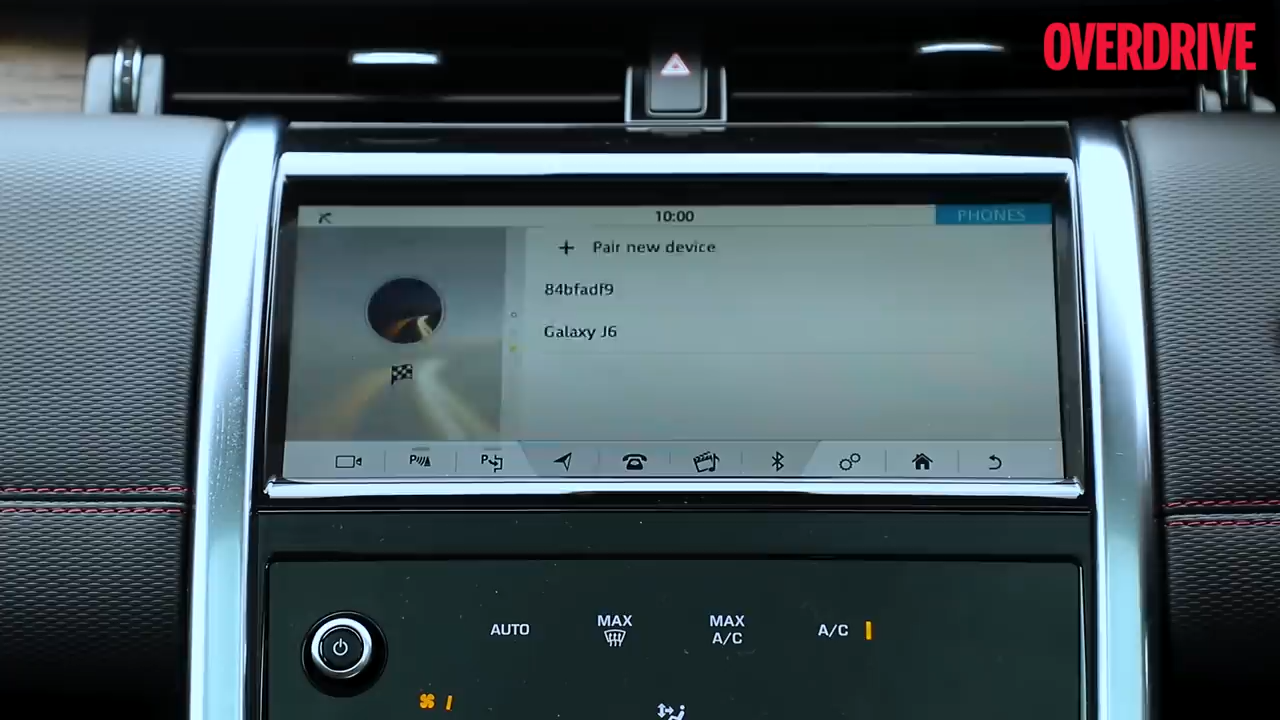 OVERDRIVE
10:00
PHONES
+ Pair new device
84bfadf9
Galaxy J6
AUTO
MAX
MAX
A/C
A/C